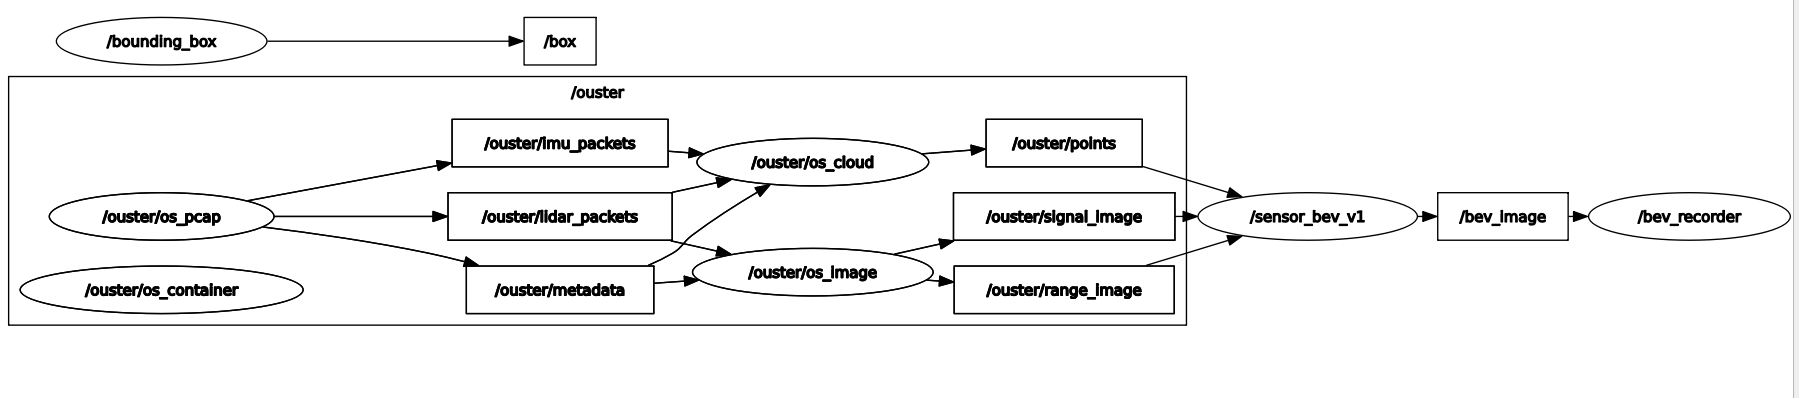 /bounding_box
/box
/ouster
/ouster/imu_packets
/ouster/os_cloud
/ouster/points
/ouster/os_pcap
/ouster/lidar_packets
/ouster/signal_image
/sensor_bev_v1
/bev_image
/bev_recorder
/ouster/os_container
/ouster/metadata
/ouster/os_image
/ouster/range_image